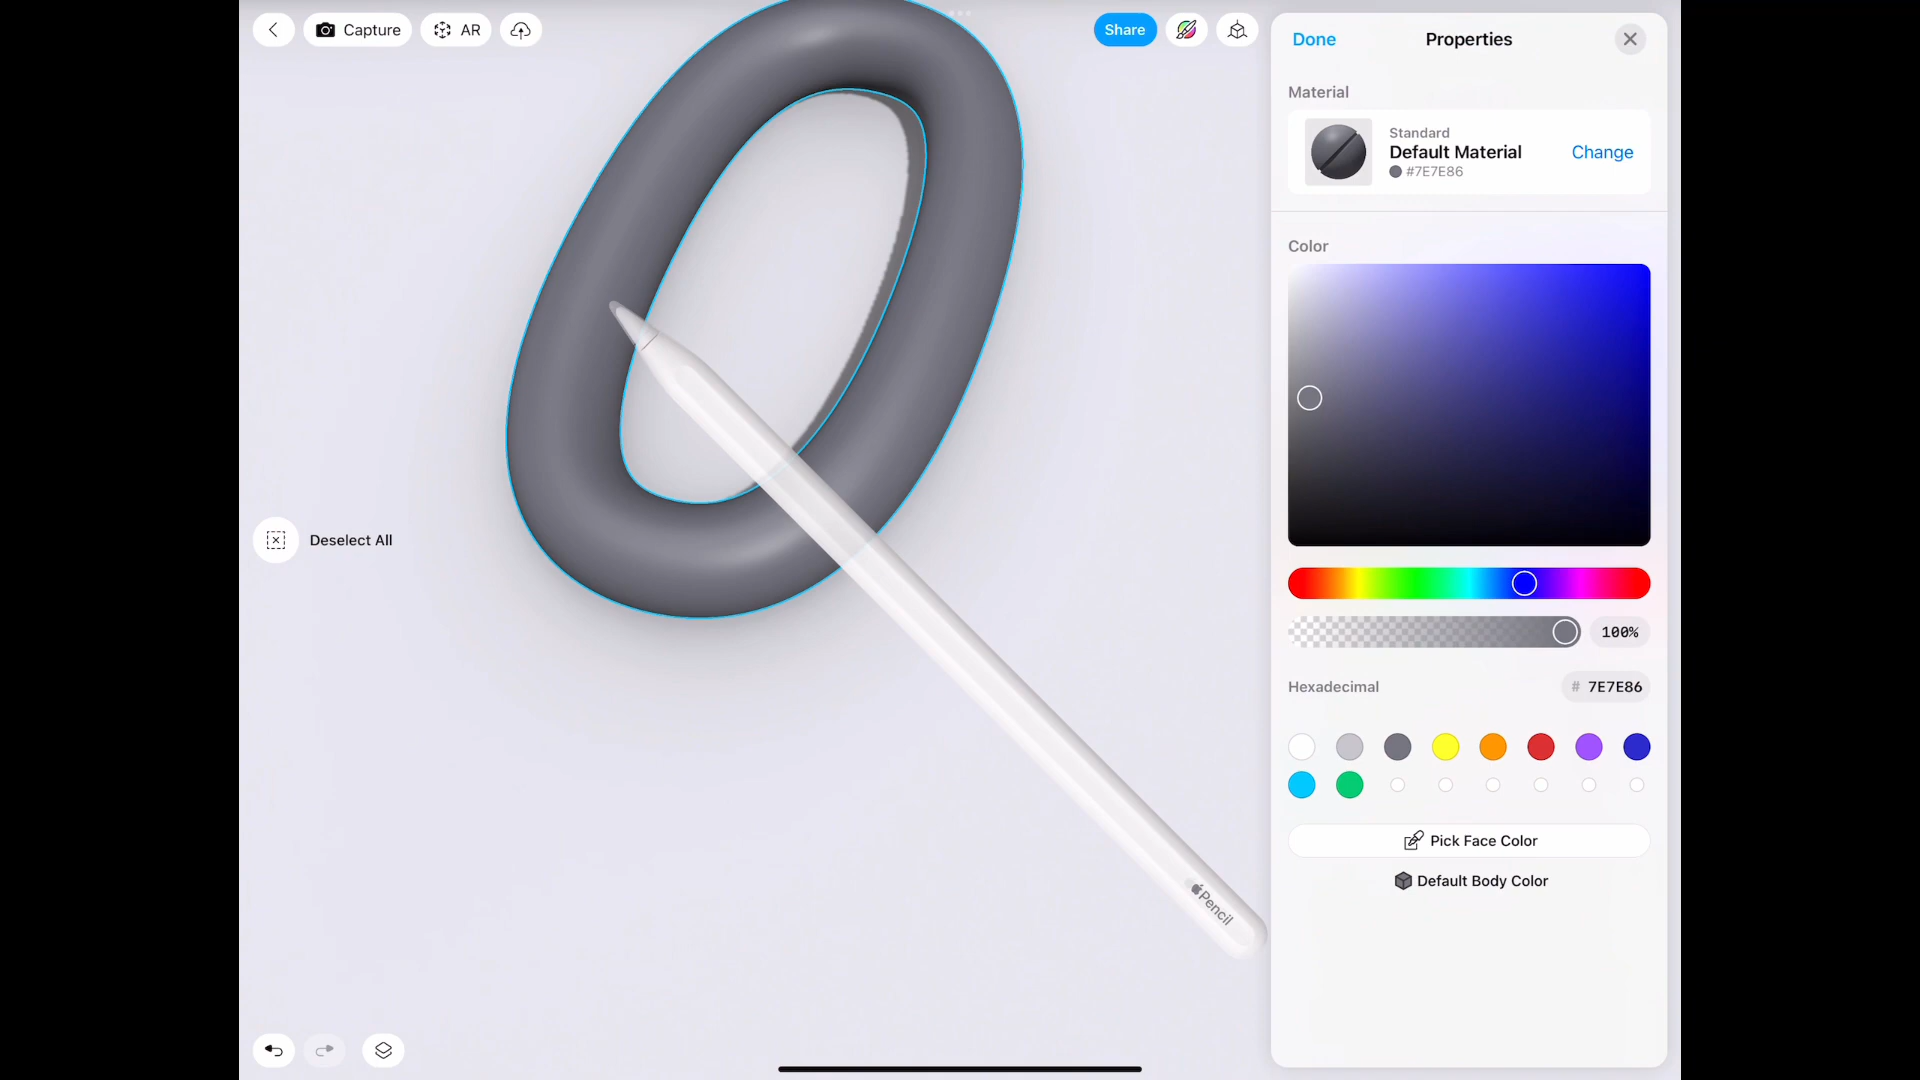 Capture
AR
Share
Done
Properties
Material
Standard
Default Material
#7E7E86
Change
Color
100%
Hexadecimal
# 7E7E86
Pick Face Color
Default Body Color
Deselect All
Pencil